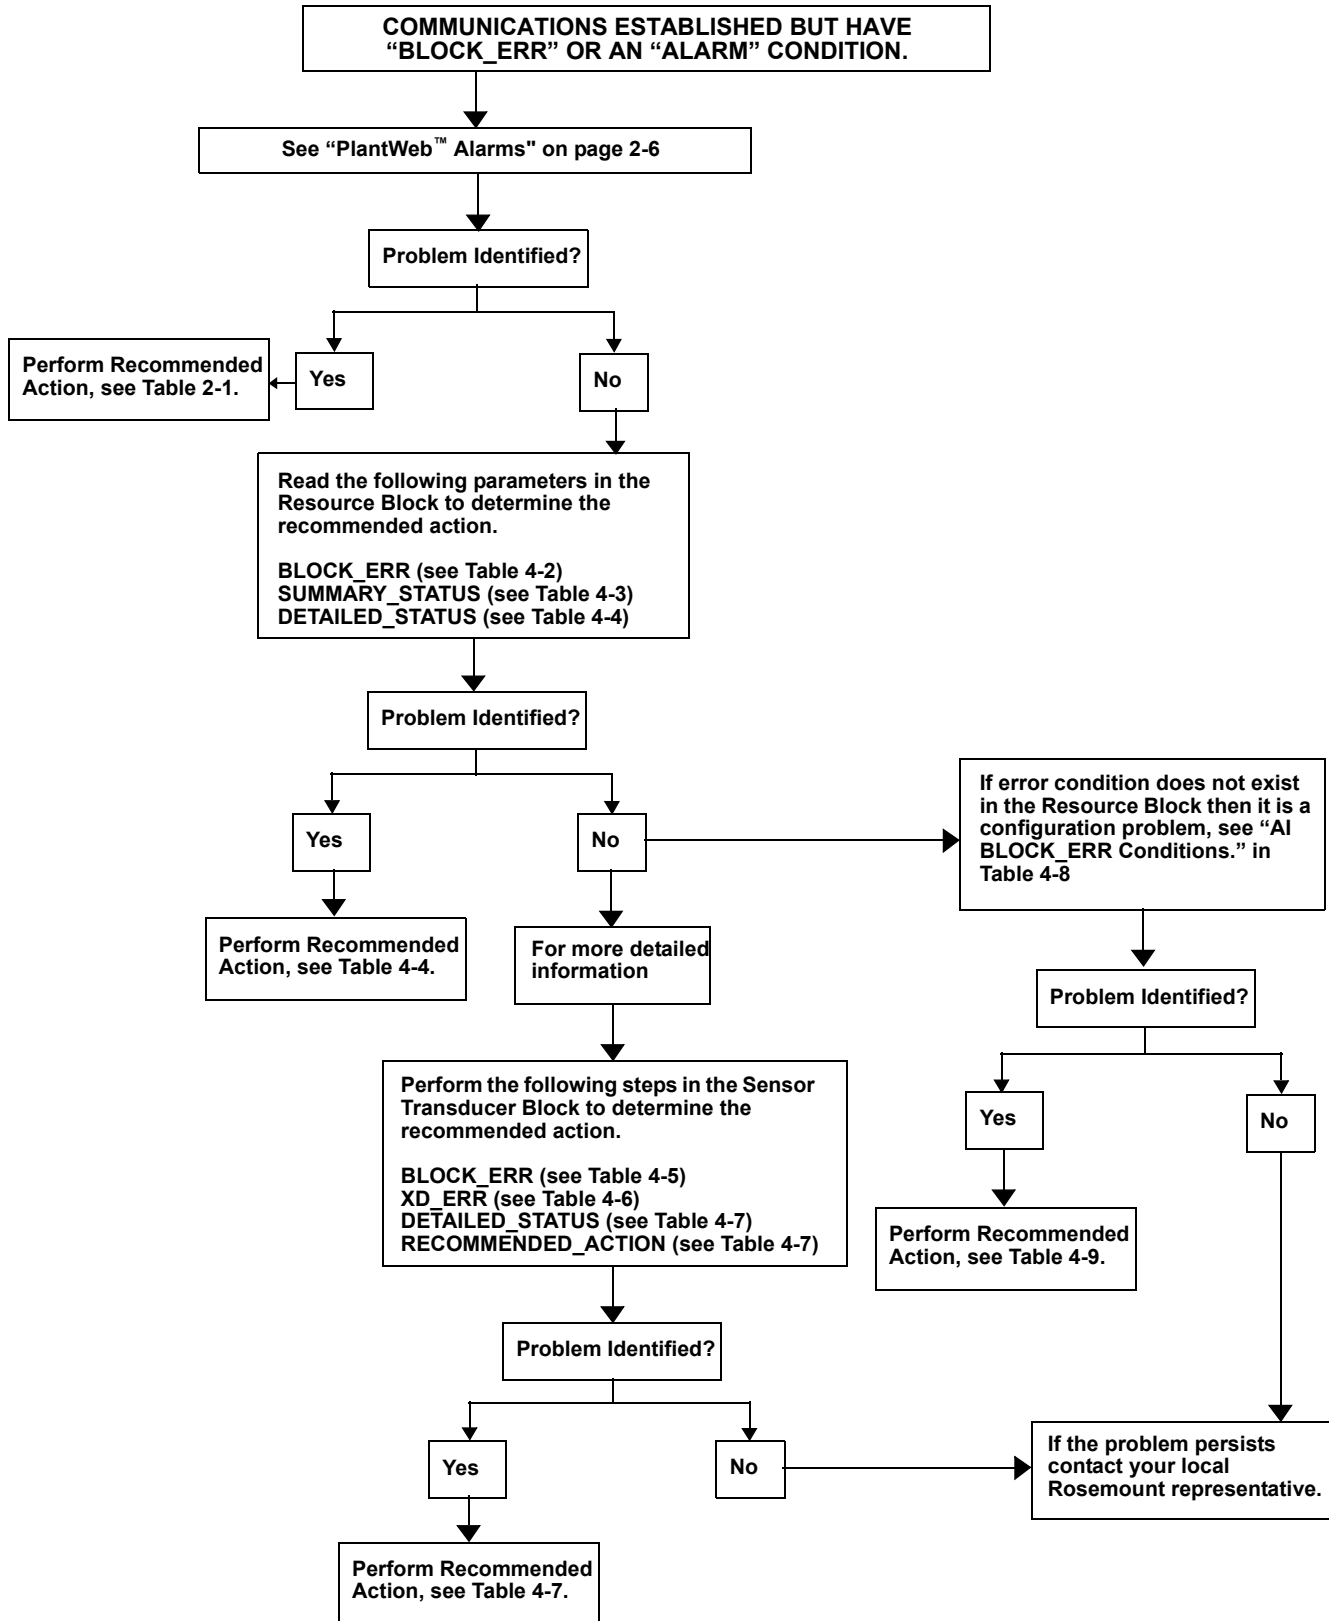 COMMUNICATIONS ESTABLISHED BUT HAVE
“BLOCK_ERR” OR AN “ALARM” CONDITION.
See “PlantWeb™ Alarms" on page 2-6
Problem Identified?
Perform Recommended
Action, see Table 2-1.
Yes
No
Read the following parameters in the
Resource Block to determine the
recommended action.
BLOCK_ERR (see Table 4-2)
SUMMARY_STATUS (see Table 4-3)
DETAILED_STATUS (see Table 4-4)
Problem Identified?
Yes
No
If error condition does not exist
in the Resource Block then it is a
configuration problem, see “AI
BLOCK_ERR Conditions.” in
Table 4-8
Perform Recommended
Action, see Table 4-4.
For more detailed
information
Problem Identified?
Perform the following steps in the Sensor
Transducer Block to determine the
recommended action.
BLOCK_ERR (see Table 4-5)
XD_ERR (see Table 4-6)
DETAILED_STATUS (see Table 4-7)
RECOMMENDED_ACTION (see Table 4-7)
Yes
No
Perform Recommended
Action, see Table 4-9.
Problem Identified?
Yes
No
If the problem persists
contact your local
Rosemount representative.
Perform Recommended
Action, see Table 4-7.